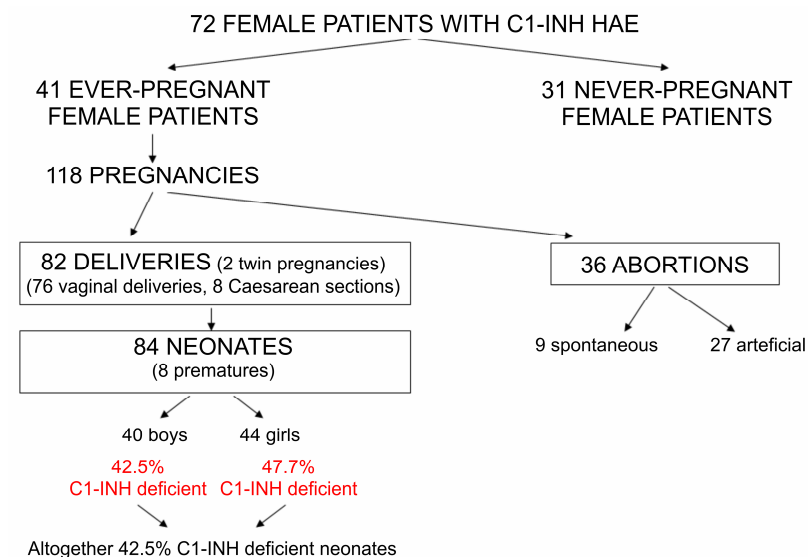 72 FEMALE PATIENTS WITH C1-INH HAE
41 EVER-PREGNANT
FEMALE PATIENTS
31 NEVER-PREGNANT
FEMALE PATIENTS
118 PREGNANCIES
82 DELIVERIES (2 twin pregnancies)
(76 vaginal deliveries, 8 Caesarean sections)
36 ABORTIONS
9 spontaneous
27 arteficial
84 NEONATES
(8 prematures)
40 boys
44 girls
42.5%
C1-INH deficient
47.7%
C1-INH deficient
Altogether 42.5% C1-INH deficient neonates